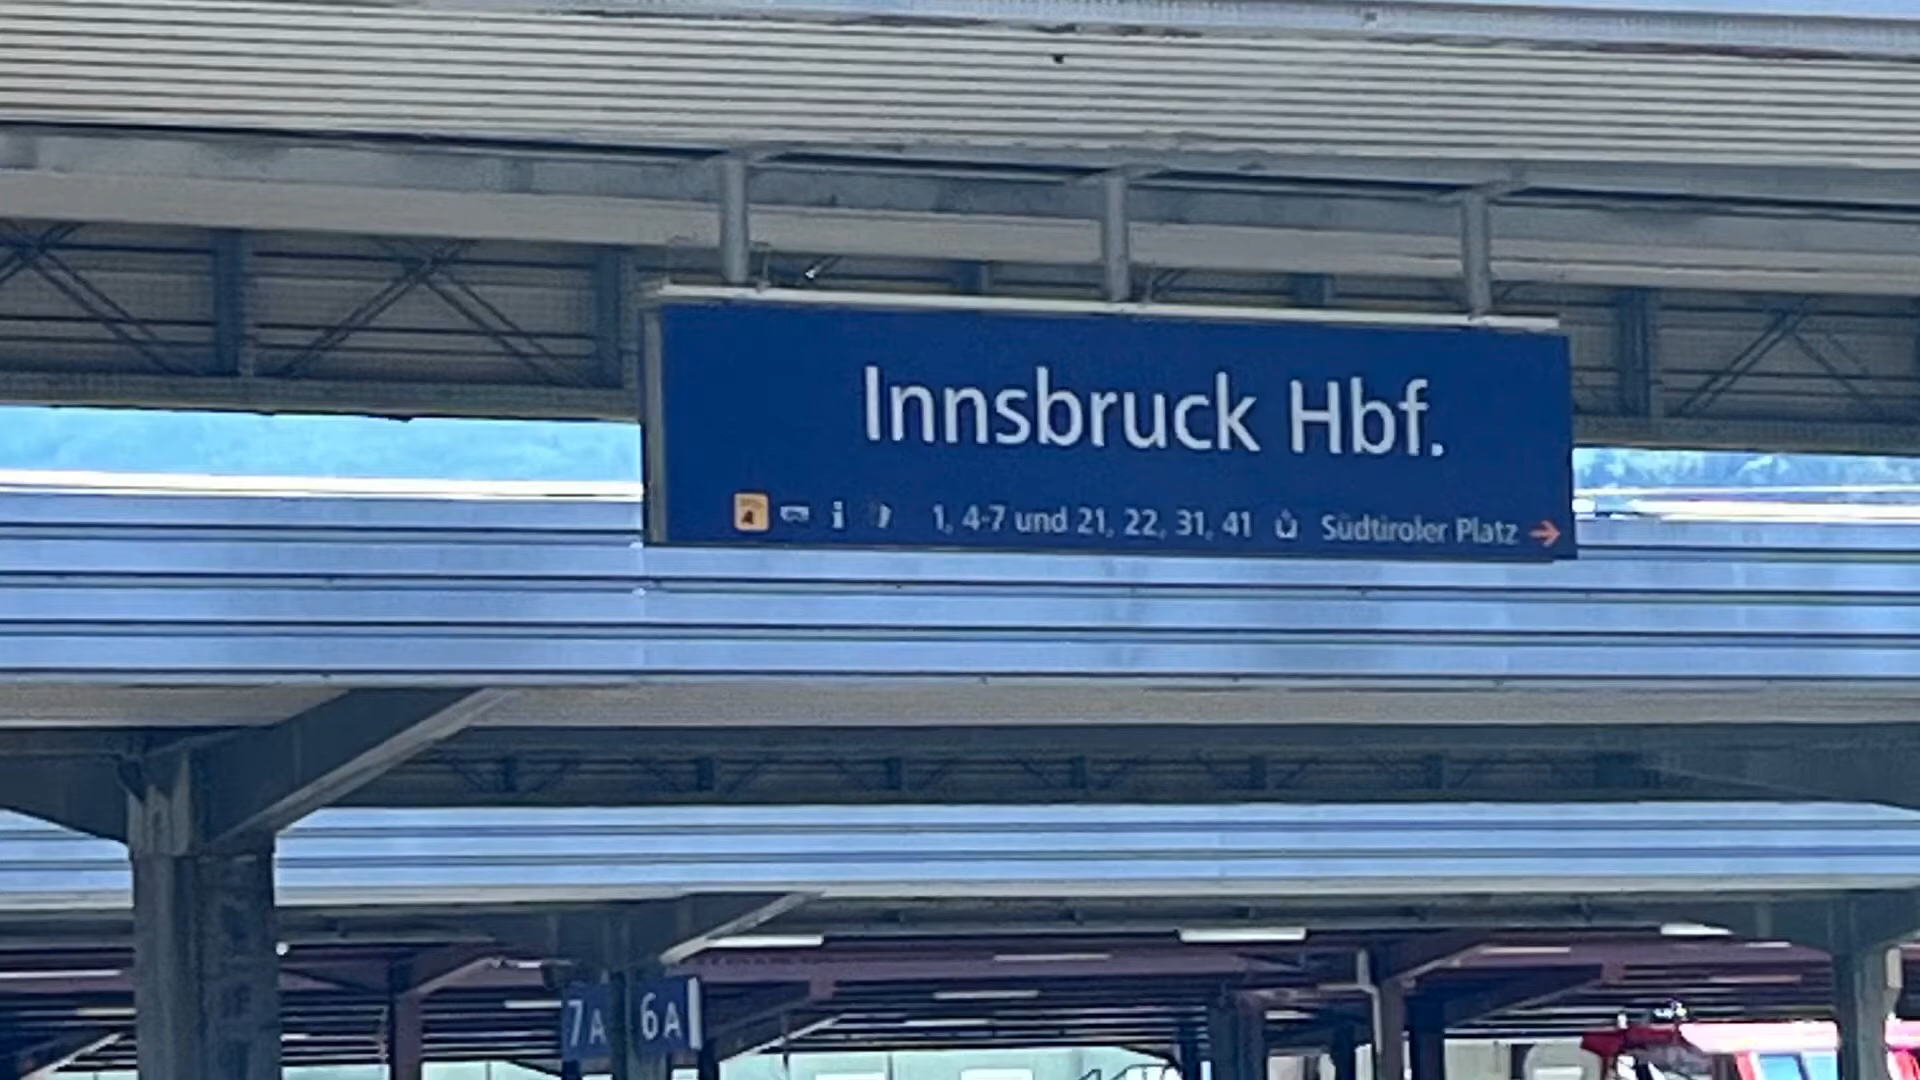 Innsbruck Hbf.
i 1, 4-7 und 21, 22, 31, 41 Südtiroler Platz →
7A 6A